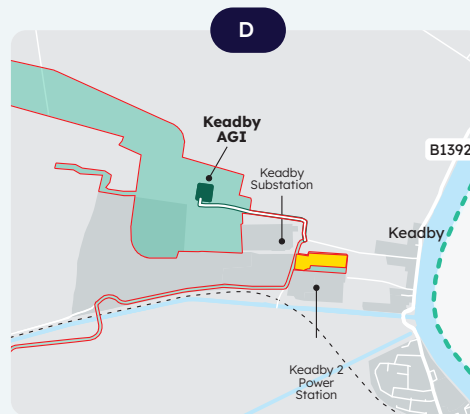 D
Keadby
AGI
Keadby
Substation
B1392
Keadby
Keadby 2
Power
Station